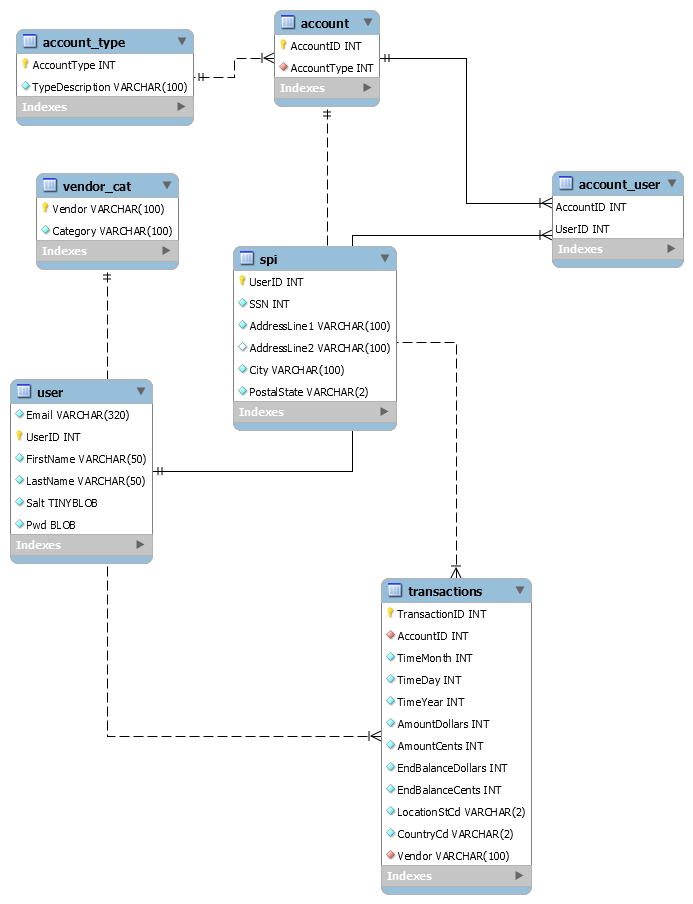 account_type
AccountType INT
TypeDescription VARCHAR(100)
Indexes
account
AccountID INT
AccountType INT
Indexes
vendor_cat
Vendor VARCHAR(100)
Category VARCHAR(100)
Indexes
account_user
AccountID INT
UserID INT
Indexes
spi
UserID INT
SSN INT
AddressLine1 VARCHAR(100)
AddressLine2 VARCHAR(100)
City VARCHAR(100)
PostalState VARCHAR(2)
Indexes
user
Email VARCHAR(320)
UserID INT
FirstName VARCHAR(50)
LastName VARCHAR(50)
Salt TINYBLOB
Pwd BLOB
Indexes
transactions
TransactionID INT
AccountID INT
TimeMonth INT
TimeDay INT
TimeYear INT
AmountDollars INT
AmountCents INT
EndBalanceDollars INT
EndBalanceCents INT
LocationStCd VARCHAR(2)
CountryCd VARCHAR(2)
Vendor VARCHAR(100)
Indexes